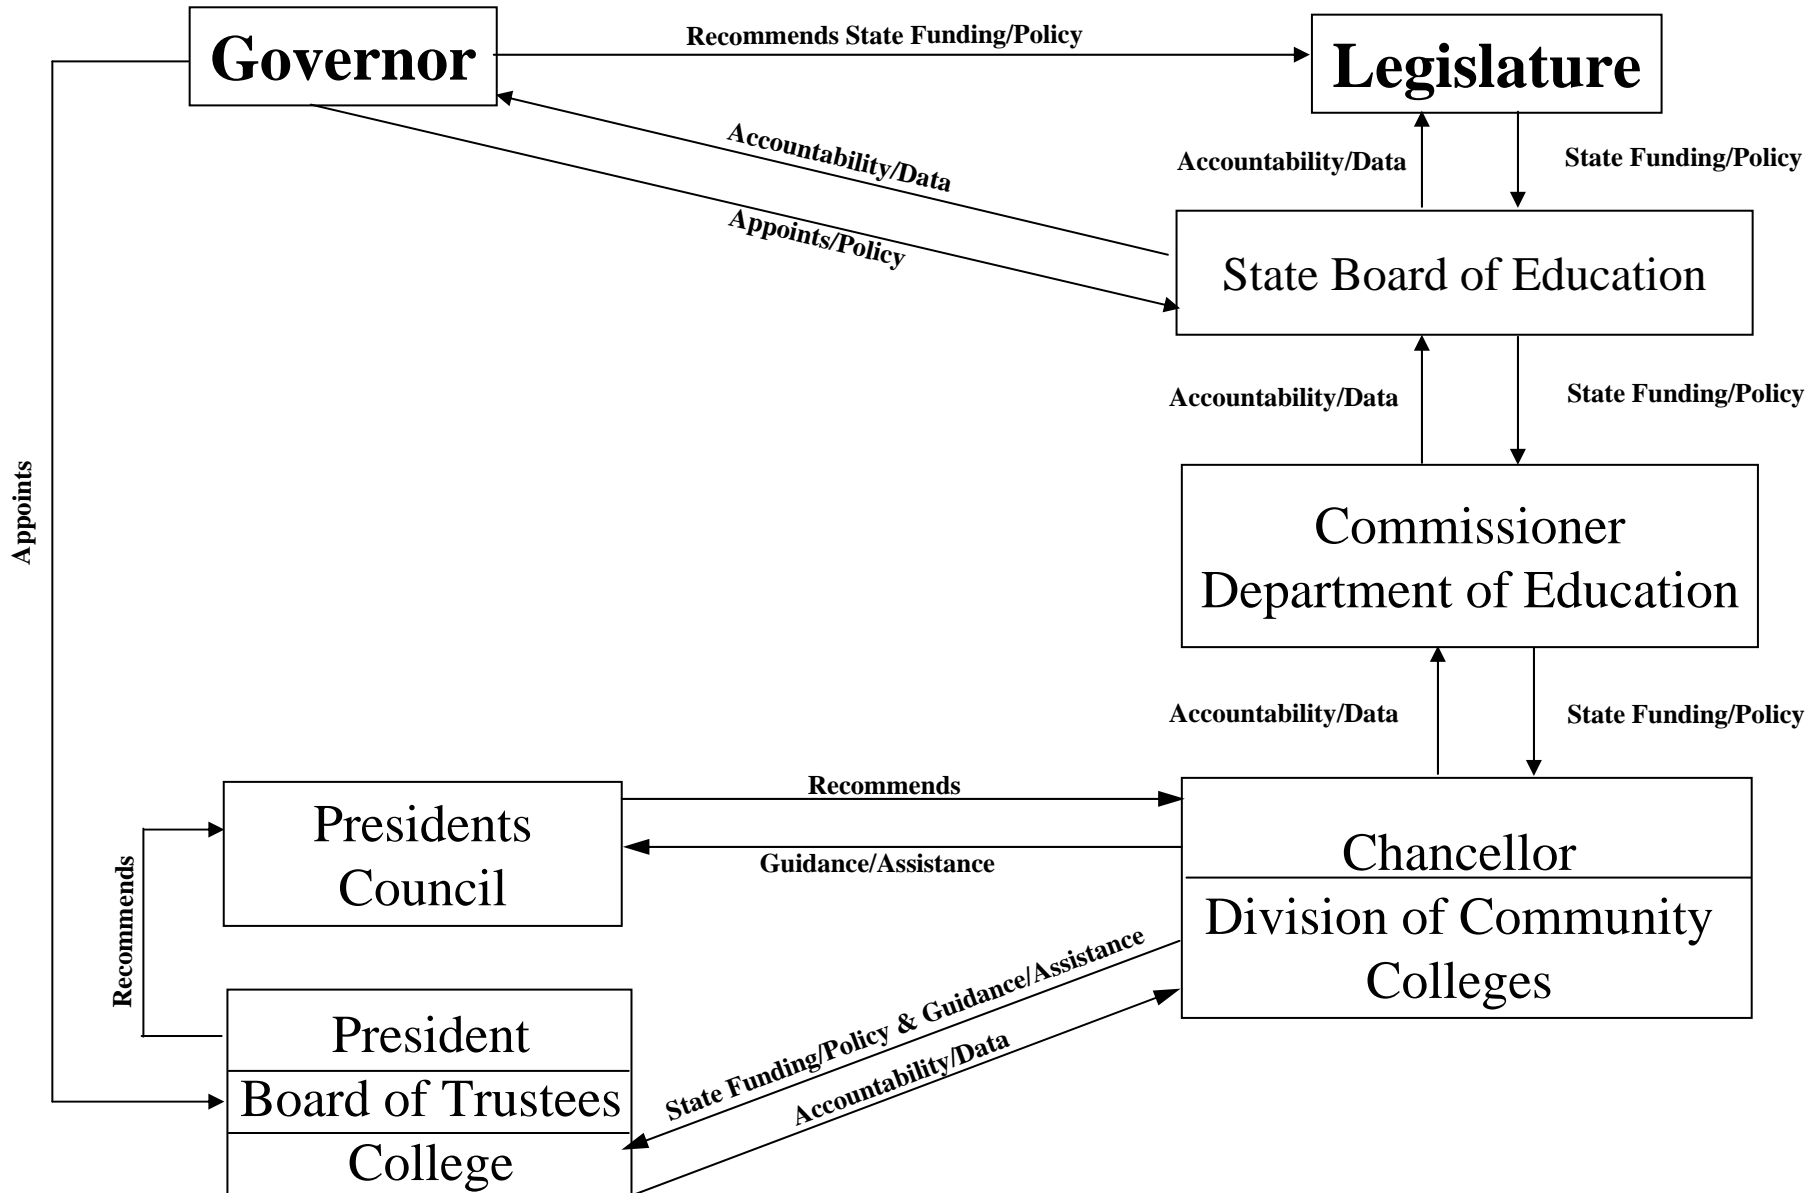 Governor
Recommends State Funding/Policy
Legislature
Accountability/Data
Appoints/Policy
Accountability/Data
State Funding/Policy
State Board of Education
Accountability/Data
State Funding/Policy
Appoints
Commissioner
Department of Education
Accountability/Data
State Funding/Policy
Recommends
Presidents
Council
Recommends
Guidance/Assistance
Chancellor
Division of Community
Colleges
State Funding/Policy & Guidance/Assistance
Accountability/Data
President
Board of Trustees
College